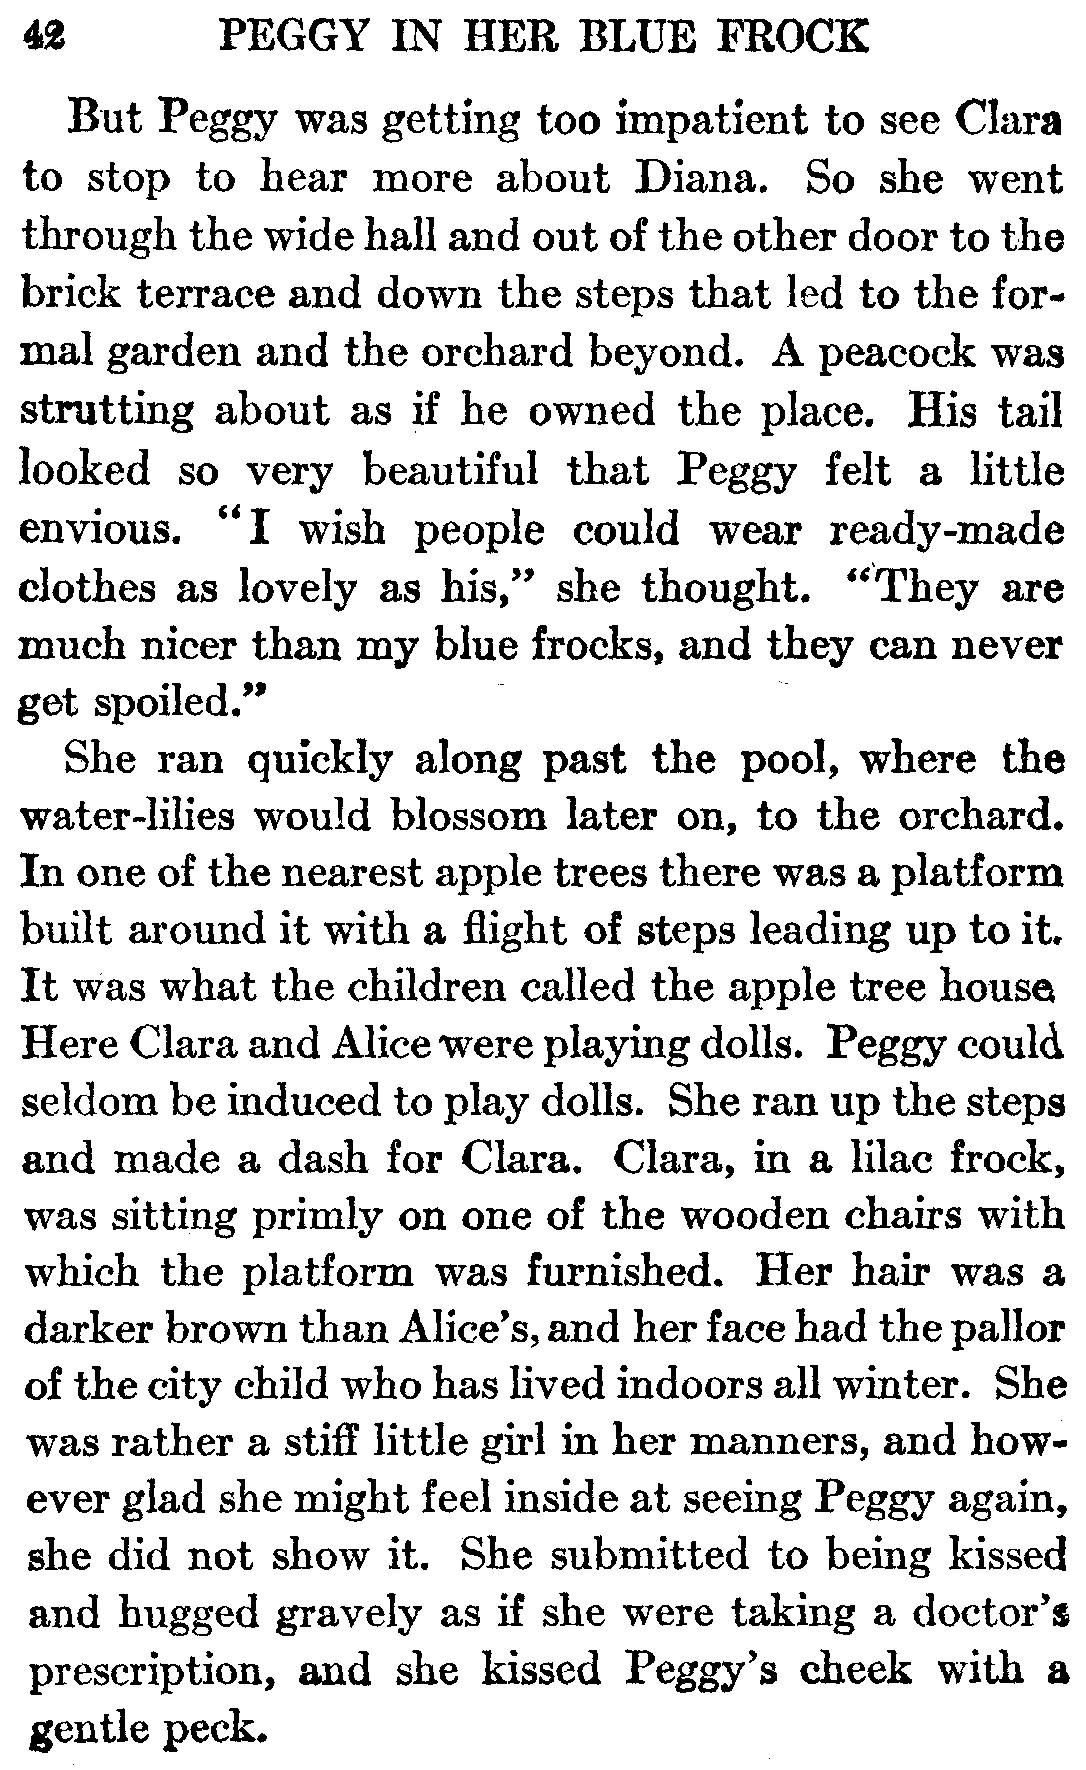 42 PEGGY IN HER BLUE FROCK
But Peggy was getting too impatient to see Clara
to stop to hear more about Diana. So she went
through the wide hall and out of the other door to the
brick terrace and down the steps that led to the for-
mal garden and the orchard beyond. A peacock was
strutting about as if he owned the place. His tail
looked so very beautiful that Peggy felt a little
envious. "I wish people could wear ready-made
clothes as lovely as his," she thought. "They are
much nicer than my blue frocks, and they can never
get spoiled."
She ran quickly along past the pool, where the
water-lilies would blossom later on, to the orchard.
In one of the nearest apple trees there was a platform
built around it with a flight of steps leading up to it.
It was what the children called the apple tree house
Here Clara and Alice were playing dolls. Peggy could
seldom be induced to play dolls. She ran up the steps
and made a dash for Clara. Clara, in a lilac frock,
was sitting primly on one of the wooden chairs with
which the platform was furnished. Her hair was a
darker brown than Alice's, and her face had the pallor
of the city child who has lived indoors all winter. She
was rather a stiff little girl in her manners, and how-
ever glad she might feel inside at seeing Peggy again,
she did not show it. She submitted to being kissed
and hugged gravely as if she were taking a doctor's
prescription, and she kissed Peggy's cheek with a
gentle peck.